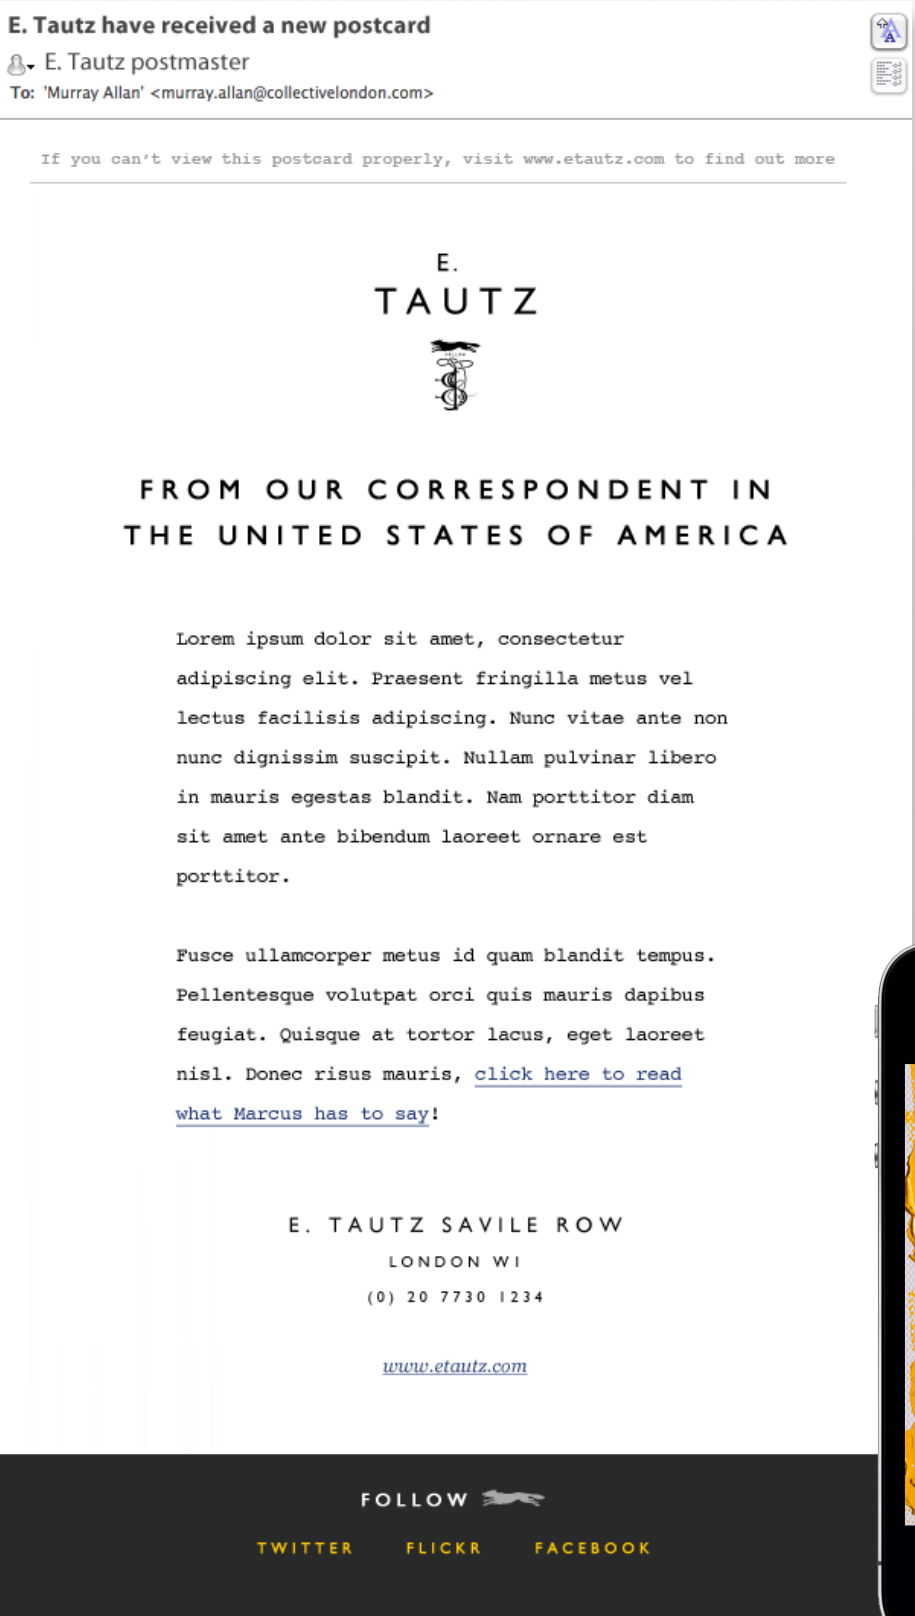 E. Tautz have received a new postcard
E. Tautz postmaster
To: 'Murray Allan' <murray.allan@collectivelondon.com>
If you can't view this postcard properly, visit www.etautz.com to find out more
E.
TAUTZ
FOLLOW
FROM OUR CORRESPONDENT IN
THE UNITED STATES OF AMERICA
Lorem ipsum dolor sit amet, consectetur
adipiscing elit. Praesent fringilla metus vel
lectus facilisis adipiscing. Nunc vitae ante non
nunc dignissim suscipit. Nullam pulvinar libero
in mauris egestas blandit. Nam porttitor diam
sit amet ante bibendum laoreet ornare est
porttitor.
Fusce ullamcorper metus id quam blandit tempus.
Pellentesque volutpat orci quis mauris dapibus
feugiat. Quisque at tortor lacus, eget laoreet
nisl. Donec risus mauris, click here to read
what Marcus has to say!
E. TAUTZ SAVILE ROW
LONDON W1
(0) 20 7730 1234
www.etautz.com
FOLLOW
TWITTER FLICKR FACEBOOK